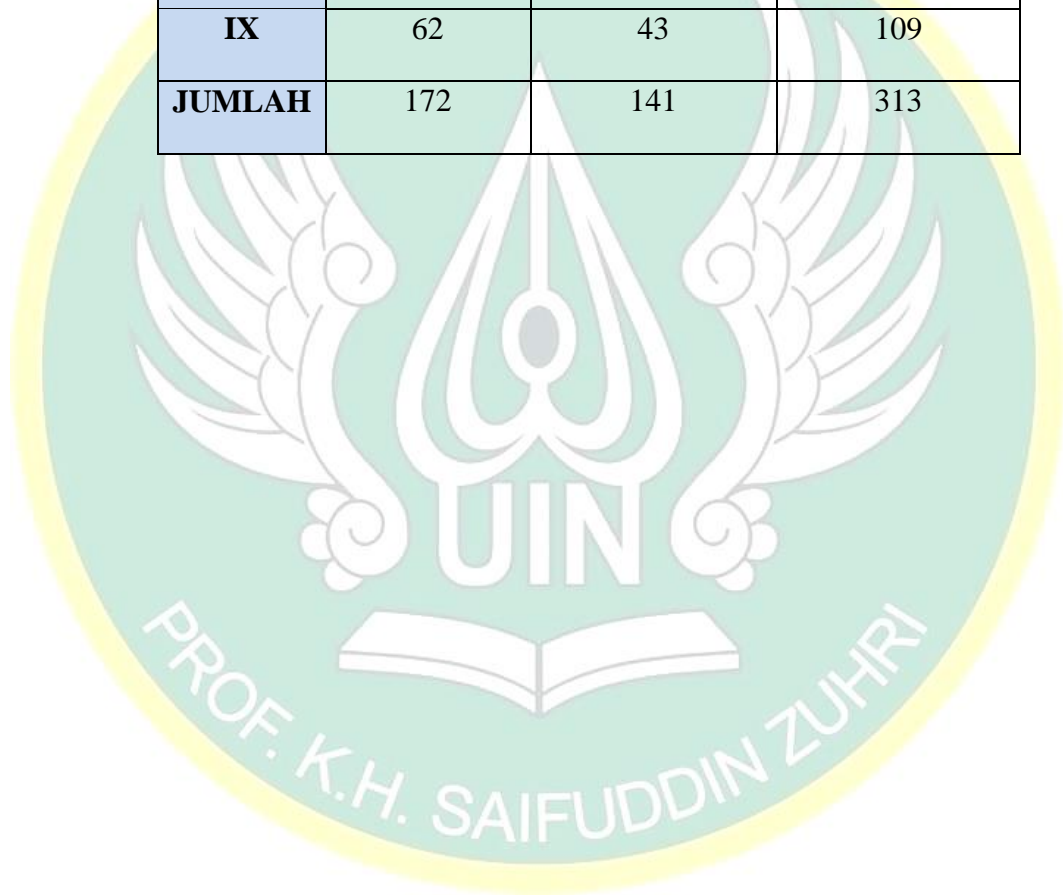 IX 62 43 109
JUMLAH 172 141 313
UIN
PROF. K.H. SAIFUDDIN ZUHRI